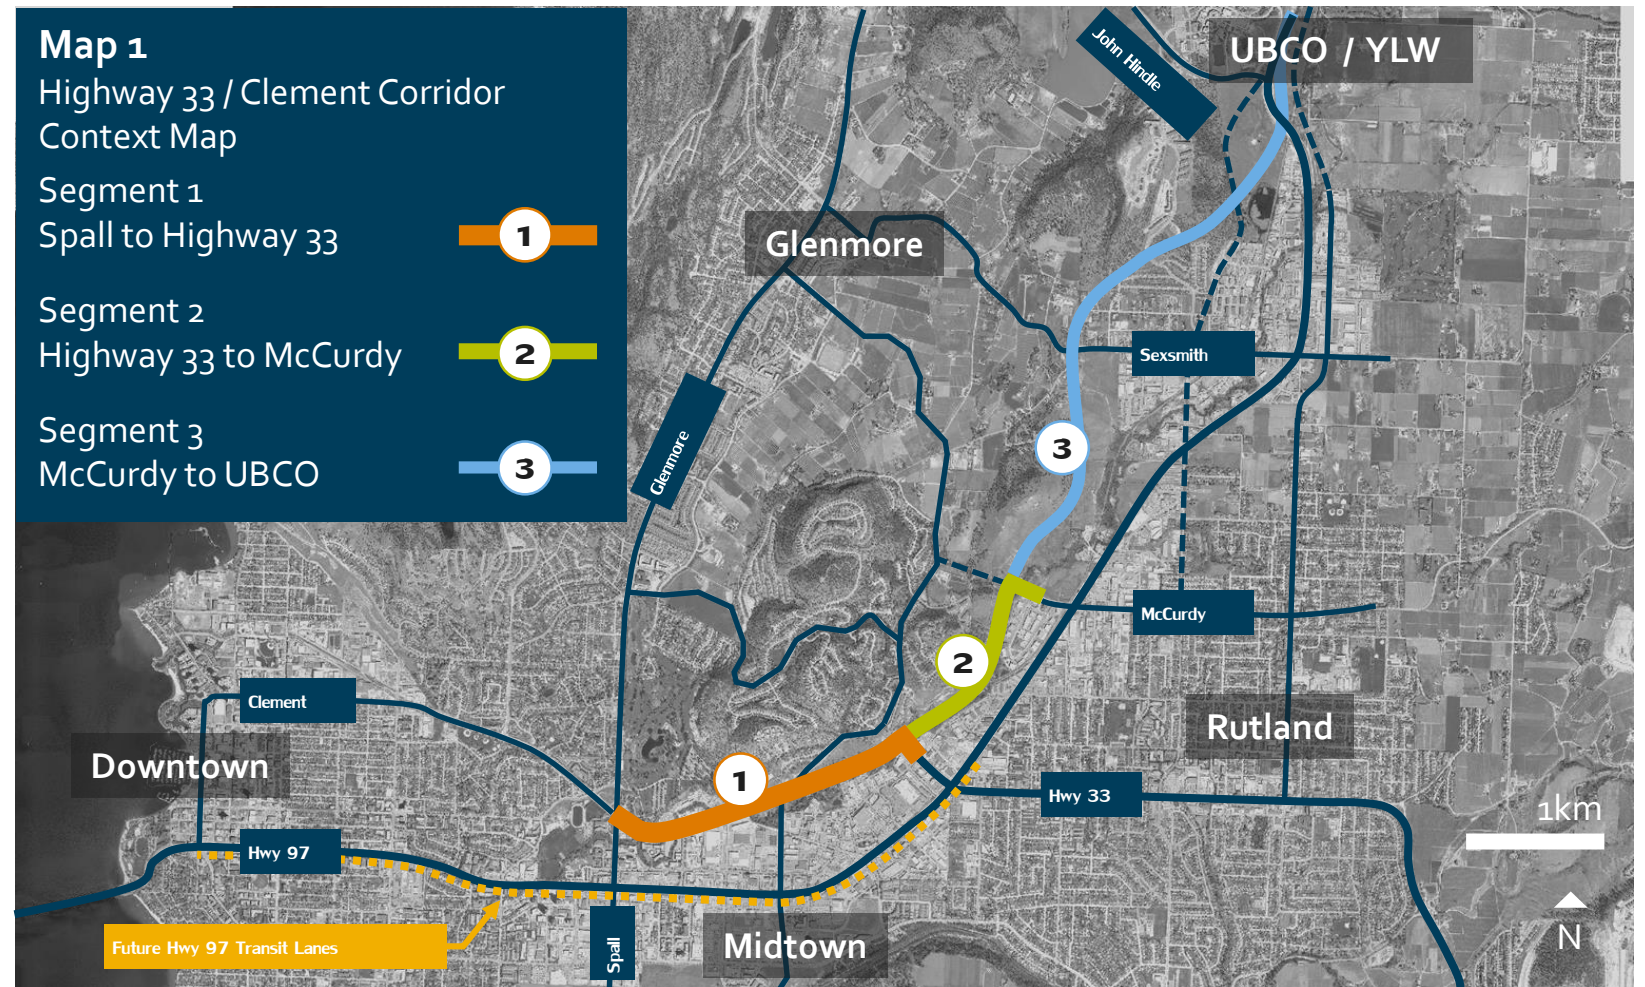 Map 1
Highway 33 / Clement Corridor
Context Map
Segment 1
Spall to Highway 33
1
Segment 2
Highway 33 to McCurdy
2
Segment 3
McCurdy to UBCO
3
John Hindle
UBCO / YLW
Glenmore
Sexsmith
Glenmore
3
McCurdy
2
Clement
Rutland
Downtown
1
Hwy 33
1km
Hwy 97
Future Hwy 97 Transit Lanes
Spall
Midtown
N